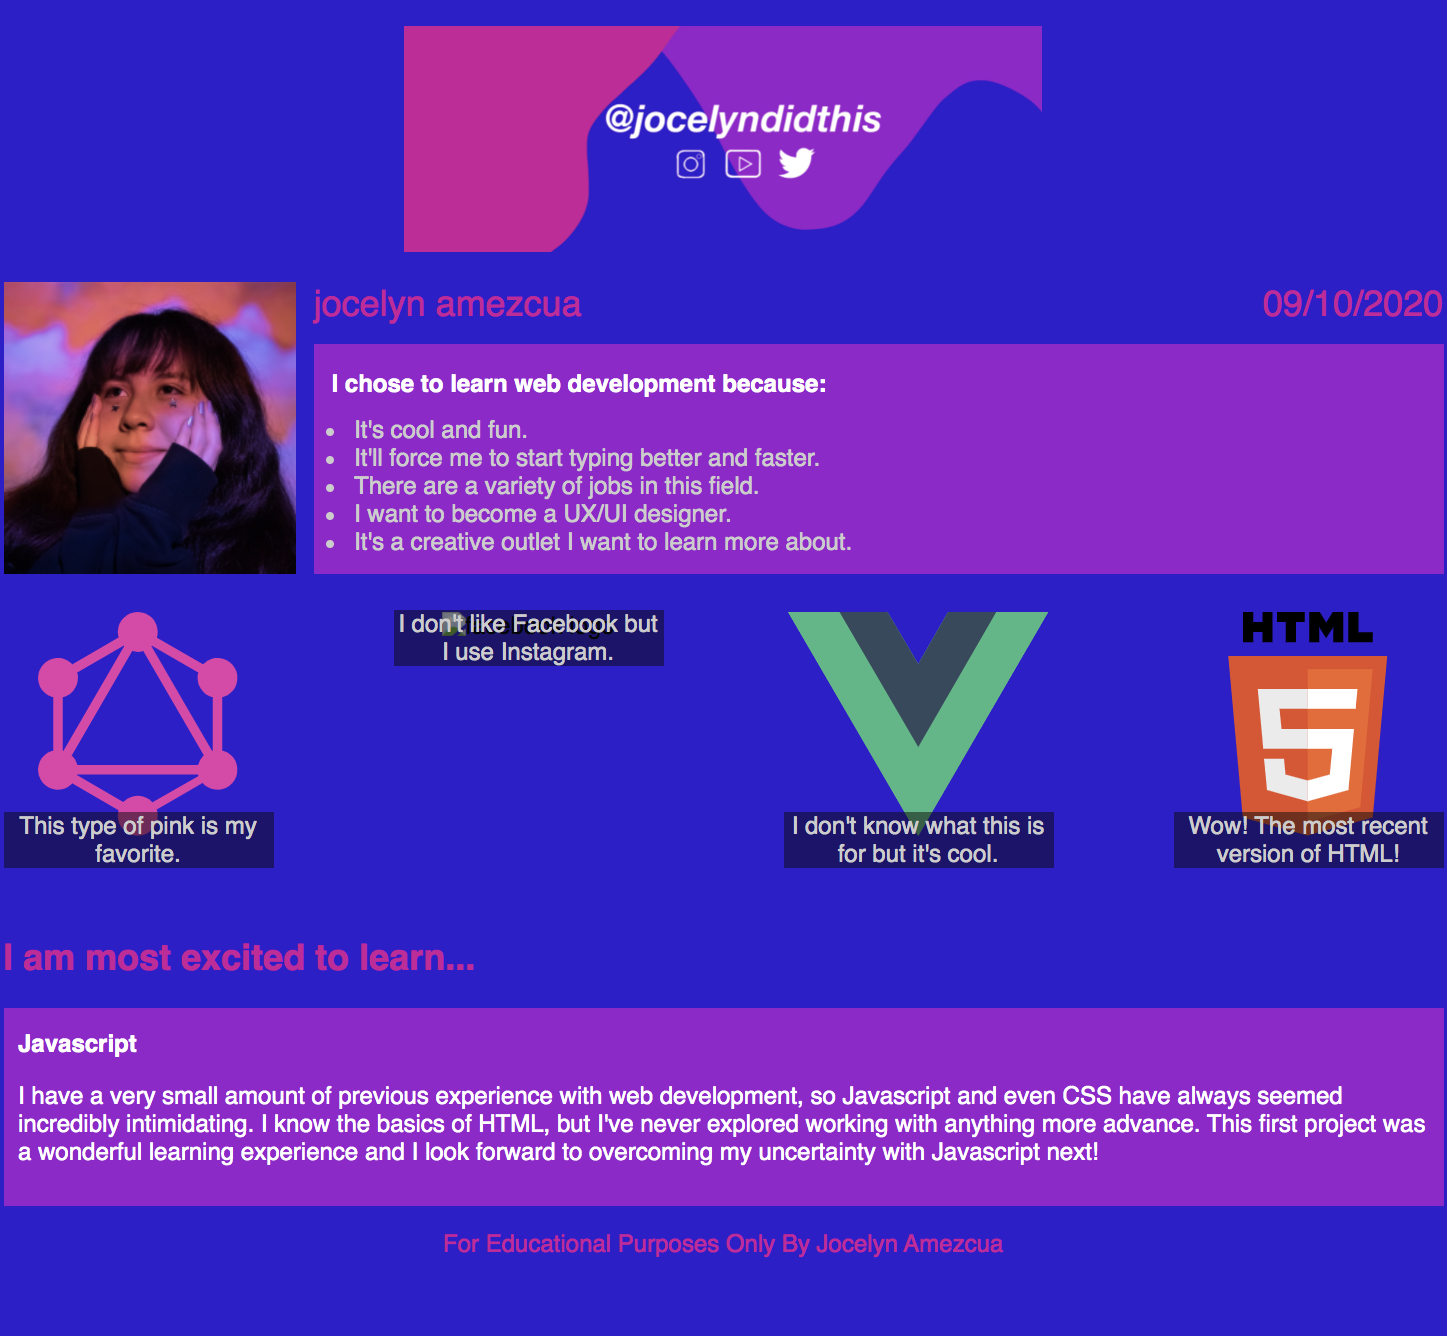 @jocelyndidthis
jocelyn amezcua
09/10/2020
I chose to learn web development because:
It's cool and fun.
It'll force me to start typing better and faster.
There are a variety of jobs in this field.
I want to become a UX/UI designer.
It's a creative outlet I want to learn more about.
This type of pink is my
favorite.
I don't like Facebook but
I use Instagram.
I don't know what this is
for but it's cool.
HTML
5
Wow! The most recent
version of HTML!
I am most excited to learn...
Javascript
I have a very small amount of previous experience with web development, so Javascript and even CSS have always seemed
incredibly intimidating. I know the basics of HTML, but I've never explored working with anything more advance. This first project was
a wonderful learning experience and I look forward to overcoming my uncertainty with Javascript next!
For Educational Purposes Only By Jocelyn Amezcua